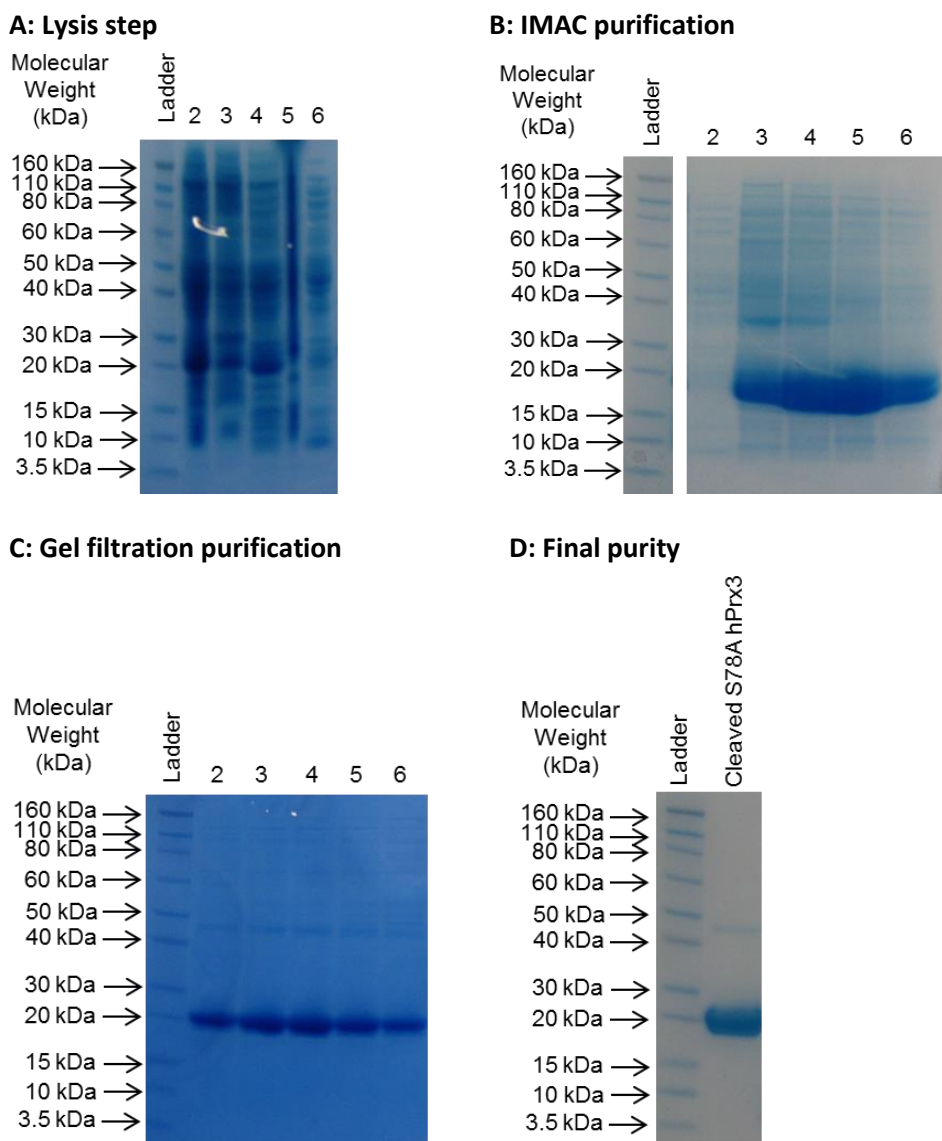 A: Lysis step
Molecular
Weight
(kDa)
Ladder
2 3 4 5 6
160 kDa
110 kDa
80 kDa
60 kDa
50 kDa
40 kDa
30 kDa
20 kDa
15 kDa
10 kDa
3.5 kDa
B: IMAC purification
Molecular
Weight
(kDa)
Ladder
2 3 4 5 6
160 kDa
110 kDa
80 kDa
60 kDa
50 kDa
40 kDa
30 kDa
20 kDa
15 kDa
10 kDa
3.5 kDa
C: Gel filtration purification
Molecular
Weight
(kDa)
Ladder
2 3 4 5 6
160 kDa
110 kDa
80 kDa
60 kDa
50 kDa
40 kDa
30 kDa
20 kDa
15 kDa
10 kDa
3.5 kDa
D: Final purity
Molecular
Weight
(kDa)
Ladder
Cleaved S78A hPrx3
160 kDa
110 kDa
80 kDa
60 kDa
50 kDa
40 kDa
30 kDa
20 kDa
15 kDa
10 kDa
3.5 kDa